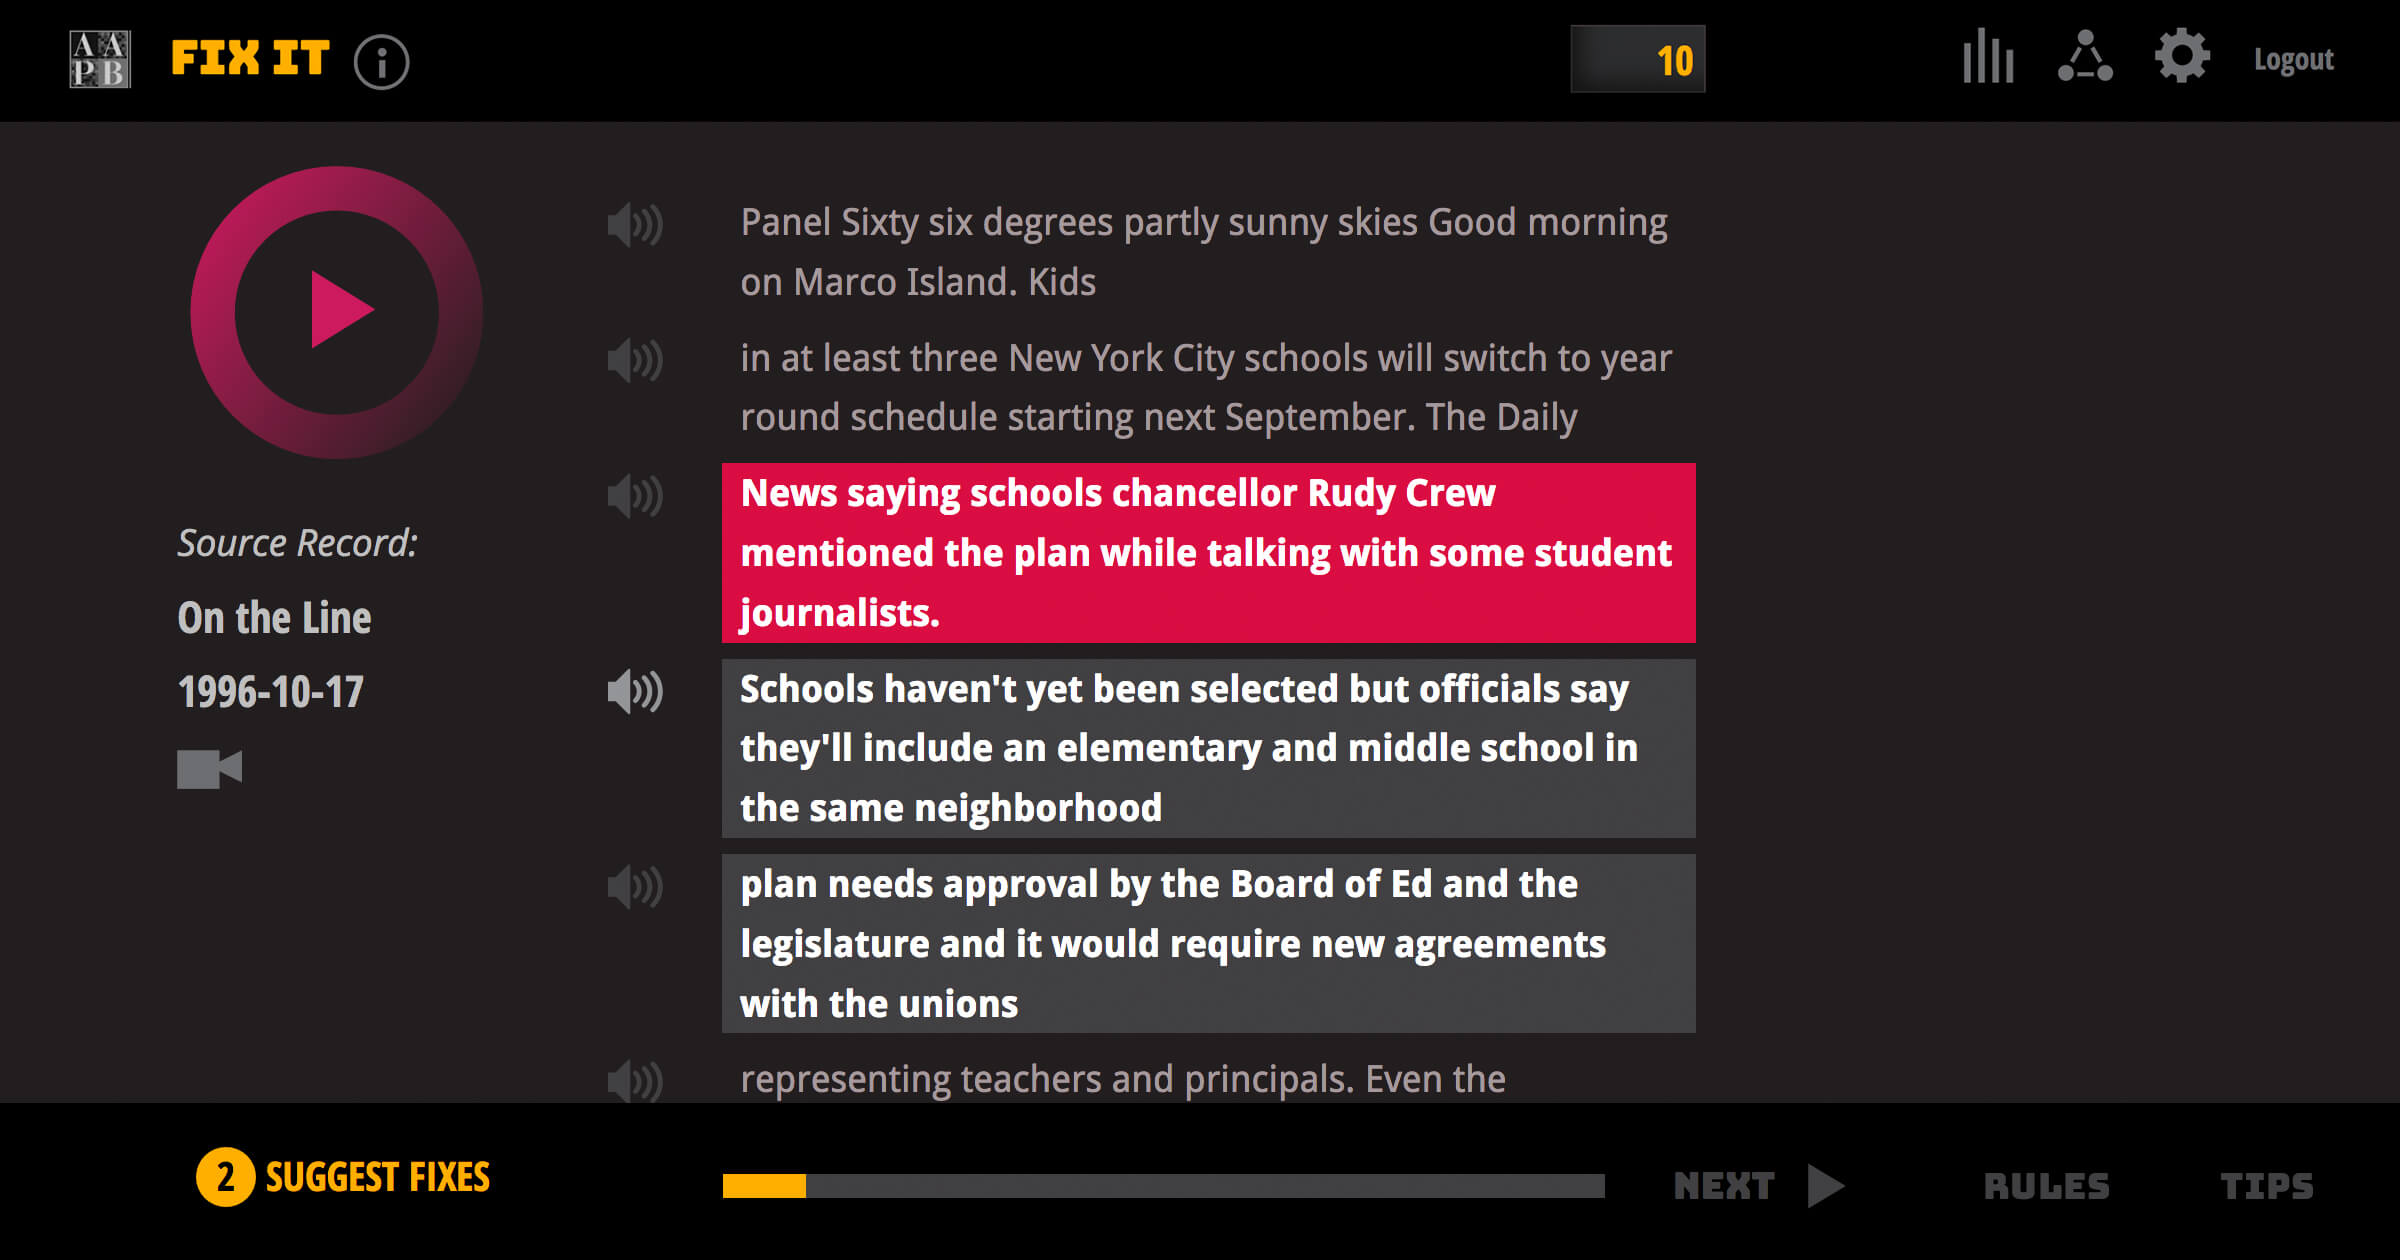 AA
PB
FIX IT
i
10
Logout
Panel Sixty six degrees partly sunny skies Good morning
on Marco Island. Kids
in at least three New York City schools will switch to year
round schedule starting next September. The Daily
News saying schools chancellor Rudy Crew
mentioned the plan while talking with some student
journalists.
Source Record:
On the Line
1996-10-17
Schools haven't yet been selected but officials say
they'll include an elementary and middle school in
the same neighborhood
plan needs approval by the Board of Ed and the
legislature and it would require new agreements
with the unions
representing teachers and principals. Even the
2 SUGGEST FIXES
NEXT
RULES
TIPS